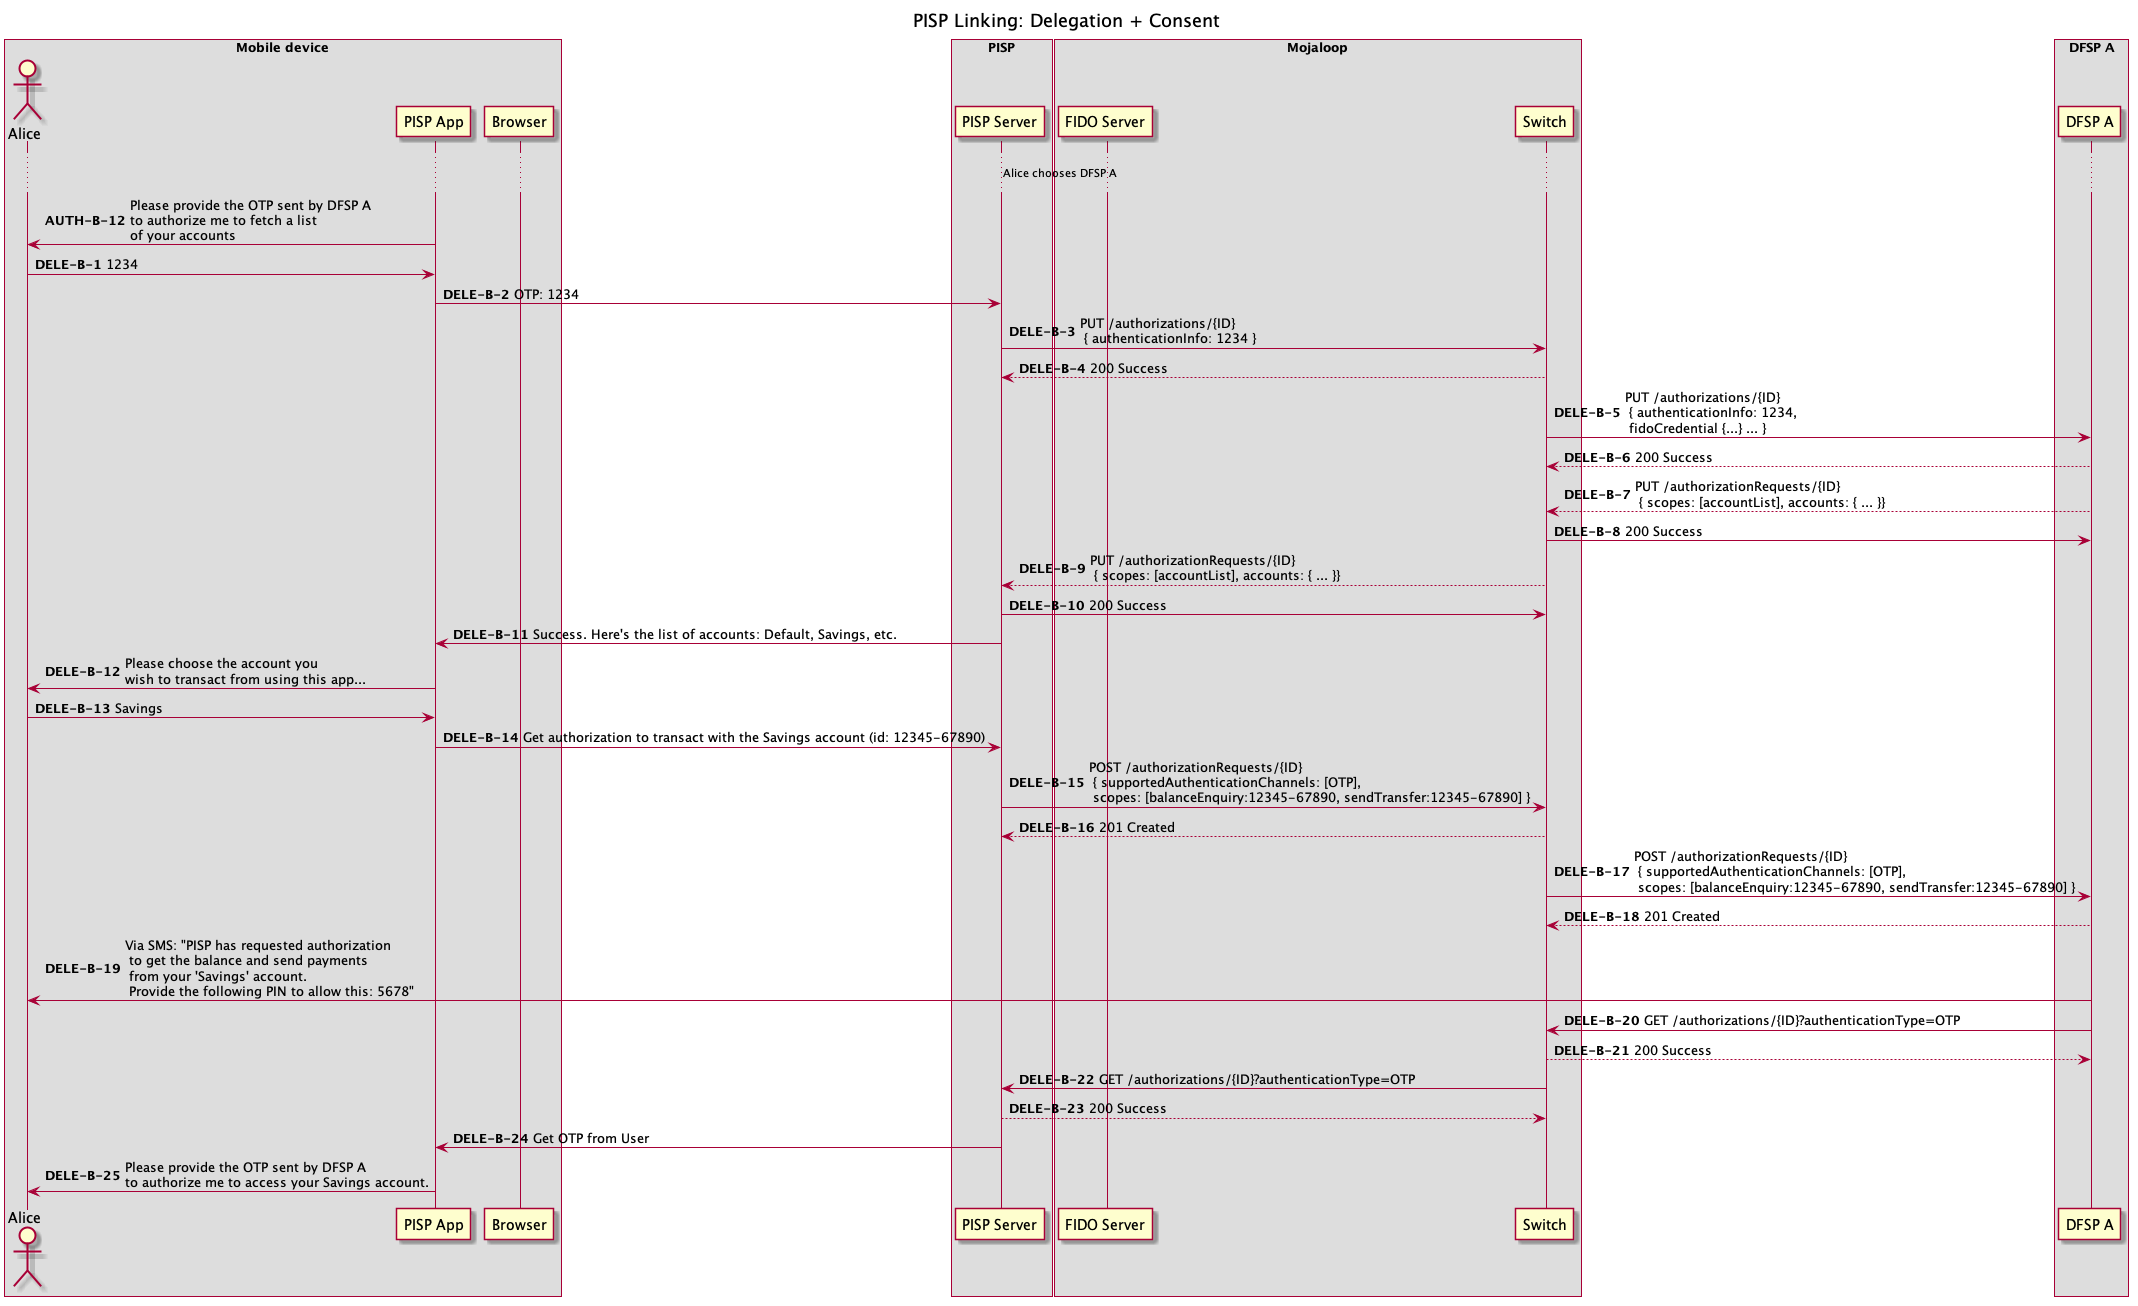 PISP Linking: Delegation + Consent
Mobile device
PISP
Mojaloop
DFSP A
Alice
PISP App
Browser
PISP Server
FIDO Server
Switch
DFSP A
Alice chooses DFSP A
AUTH-B-12 Please provide the OTP sent by DFSP A
to authorize me to fetch a list
of your accounts
DELE-B-1 1234
DELE-B-2 OTP: 1234
DELE-B-3 PUT /authorizations/{ID}
{ authenticationInfo: 1234 }
DELE-B-4 200 Success
DELE-B-5 PUT /authorizations/{ID}
{ authenticationInfo: 1234,
fidoCredential {...} ... }
DELE-B-6 200 Success
DELE-B-7 PUT /authorizationRequests/{ID}
{ scopes: [accountList], accounts: { ... }}
DELE-B-8 200 Success
DELE-B-9 PUT /authorizationRequests/{ID}
{ scopes: [accountList], accounts: { ... }}
DELE-B-10 200 Success
DELE-B-11 Success. Here's the list of accounts: Default, Savings, etc.
DELE-B-12 Please choose the account you
wish to transact from using this app...
DELE-B-13 Savings
DELE-B-14 Get authorization to transact with the Savings account (id: 12345-67890)
DELE-B-15 POST /authorizationRequests/{ID}
{ supportedAuthenticationChannels: [OTP],
scopes: [balanceEnquiry:12345-67890, sendTransfer:12345-67890] }
DELE-B-16 201 Created
DELE-B-17 POST /authorizationRequests/{ID}
{ supportedAuthenticationChannels: [OTP],
scopes: [balanceEnquiry:12345-67890, sendTransfer:12345-67890] }
DELE-B-18 201 Created
DELE-B-19 Via SMS: "PISP has requested authorization
to get the balance and send payments
from your 'Savings' account.
Provide the following PIN to allow this: 5678"
DELE-B-20 GET /authorizations/{ID}?authenticationType=OTP
DELE-B-21 200 Success
DELE-B-22 GET /authorizations/{ID}?authenticationType=OTP
DELE-B-23 200 Success
DELE-B-24 Get OTP from User
DELE-B-25 Please provide the OTP sent by DFSP A
to authorize me to access your Savings account.
Alice
PISP App
Browser
PISP Server
FIDO Server
Switch
DFSP A